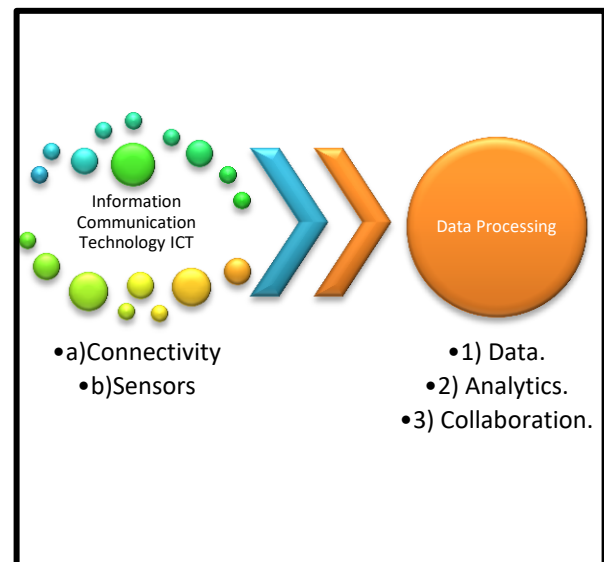 Information
Communication
Technology ICT
Data Processing
•a)Connectivity
•b)Sensors
•1) Data.
•2) Analytics.
•3) Collaboration.